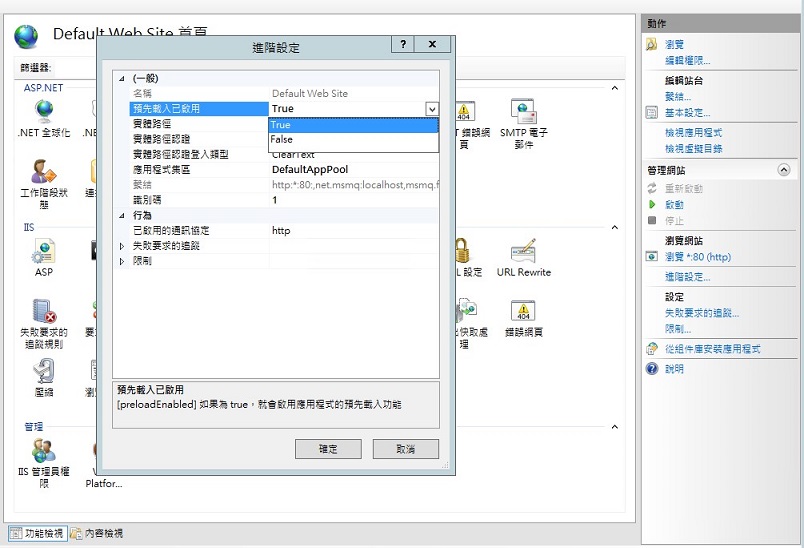 Default Web Site 首頁
篩選器:
ASP.NET
.NET 全球化
工作階段狀
態
錯誤網
頁
SMTP 電子
郵件
IIS
ASP
設定
URL Rewrite
失敗要求的
追蹤規則
出快取處
理
錯誤網頁
壓縮
管理
IIS 管理員權
限
Platfor...
功能檢視
內容檢視
進階設定
?
x
(一般)
名稱 Default Web Site
預先載入已啟用 True
True
False
實體路徑
實體路徑認證
實體路徑認證登入類型 ClearText
應用程式集區 DefaultAppPool
繫結 http:*:80:,net.msmq:localhost,msmq.f
識別碼 1
行為
已啟用的通訊協定 http
失敗要求的追蹤
限制
預先載入已啟用
[preloadEnabled] 如果為 true，就會啟用應用程式的預先載入功能
確定
取消
動作
瀏覽
編輯權限...
編輯站台
繫結...
基本設定...
檢視應用程式
檢視虛擬目錄
管理網站
重新啟動
啟動
停止
瀏覽網站
瀏覽 *:80 (http)
進階設定...
設定
失敗要求的追蹤...
限制...
從組件庫安裝應用程式
說明